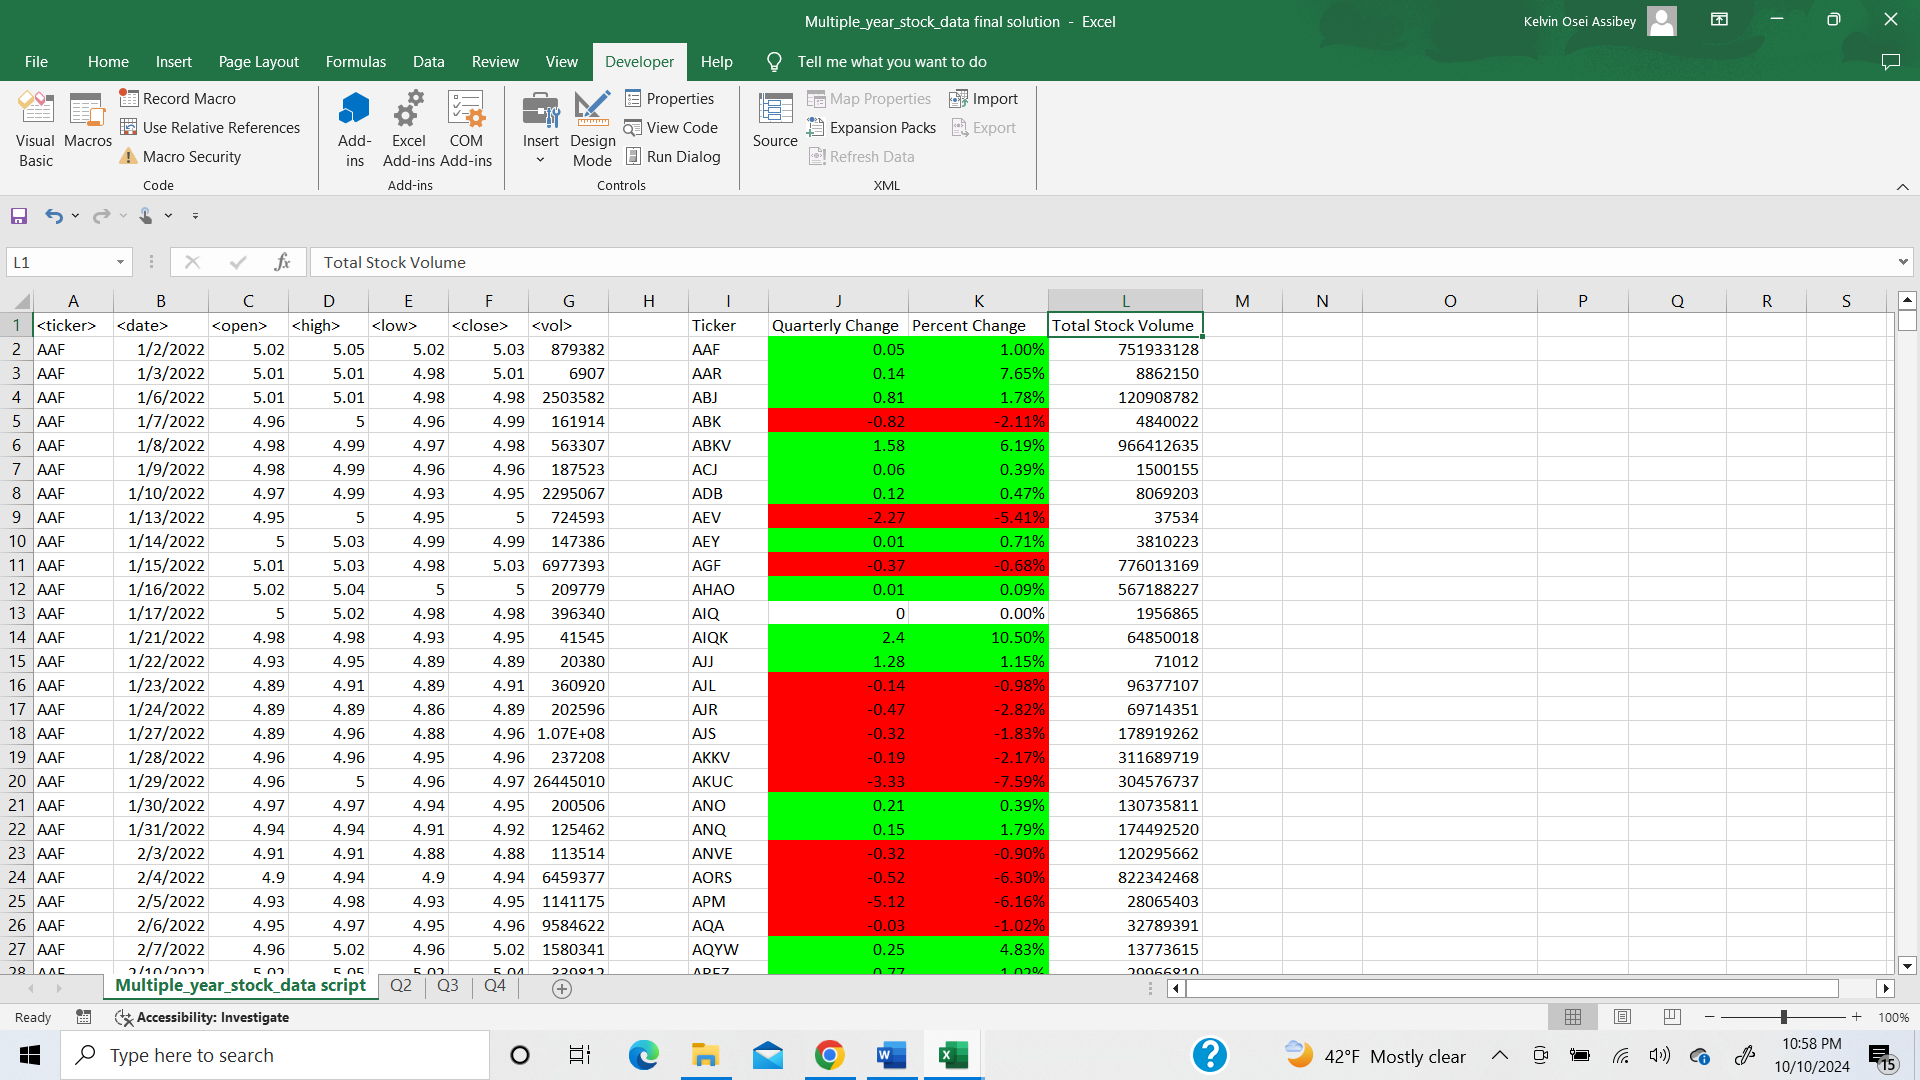 Multiple_year_stock_data final solution - Excel
Kelvin Osei Assibey
File Home Insert Page Layout Formulas Data Review View Developer Help Tell me what you want to do
Visual Basic
Macros
Record Macro
Use Relative References
Macro Security
Code
Add-ins
Excel Add-ins
COM Add-ins
Add-ins
Insert
Design Mode
Properties
View Code
Run Dialog
Controls
Source
Map Properties
Expansion Packs
Refresh Data
Import
Export
XML
L1 fx Total Stock Volume
A B C D E F G H I J K L M N O P Q R S
1 <ticker> <date> <open> <high> <low> <close> <vol> Ticker Quarterly Change Percent Change Total Stock Volume
2 AAF 1/2/2022 5.02 5.05 5.02 5.03 879382 AAF 0.05 1.00% 751933128
3 AAF 1/3/2022 5.01 5.01 4.98 5.01 6907 AAR 0.14 7.65% 8862150
4 AAF 1/6/2022 5.01 5.01 4.98 4.98 2503582 ABJ 0.81 1.78% 120908782
5 AAF 1/7/2022 4.96 5 4.96 4.99 161914 ABK -0.82 -2.11% 4840022
6 AAF 1/8/2022 4.98 4.99 4.97 4.98 563307 ABKV 1.58 6.19% 966412635
7 AAF 1/9/2022 4.98 4.99 4.96 4.96 187523 ACJ 0.06 0.39% 1500155
8 AAF 1/10/2022 4.97 4.99 4.93 4.95 2295067 ADB 0.12 0.47% 8069203
9 AAF 1/13/2022 4.95 5 4.95 5 724593 AEV -2.27 -5.41% 37534
10 AAF 1/14/2022 5 5.03 4.99 4.99 147386 AEY 0.01 0.71% 3810223
11 AAF 1/15/2022 5.01 5.03 4.98 5.03 6977393 AGF -0.37 -0.68% 776013169
12 AAF 1/16/2022 5.02 5.04 5 5 209779 AHAO 0.01 0.09% 567188227
13 AAF 1/17/2022 5 5.02 4.98 4.98 396340 AIQ 0 0.00% 1956865
14 AAF 1/21/2022 4.98 4.98 4.93 4.95 41545 AIQK 2.4 10.50% 64850018
15 AAF 1/22/2022 4.93 4.95 4.89 4.89 20380 AJJ 1.28 1.15% 71012
16 AAF 1/23/2022 4.89 4.91 4.89 4.91 360920 AJL -0.14 -0.98% 96377107
17 AAF 1/24/2022 4.89 4.89 4.86 4.89 202596 AJR -0.47 -2.82% 69714351
18 AAF 1/27/2022 4.89 4.96 4.88 4.96 1.07E+08 AJS -0.32 -1.83% 178919262
19 AAF 1/28/2022 4.96 4.96 4.95 4.96 237208 AKKV -0.19 -2.17% 311689719
20 AAF 1/29/2022 4.96 5 4.96 4.97 26445010 AKUC -3.33 -7.59% 304576737
21 AAF 1/30/2022 4.97 4.97 4.94 4.95 200506 ANO 0.21 0.39% 130735811
22 AAF 1/31/2022 4.94 4.94 4.91 4.92 125462 ANQ 0.15 1.79% 174492520
23 AAF 2/3/2022 4.91 4.91 4.88 4.88 113514 ANVE -0.32 -0.90% 120295662
24 AAF 2/4/2022 4.9 4.94 4.9 4.94 6459377 AORS -0.52 -6.30% 822342468
25 AAF 2/5/2022 4.93 4.98 4.93 4.95 1141175 APM -5.12 -6.16% 28065403
26 AAF 2/6/2022 4.95 4.97 4.95 4.96 9584622 AQA -0.03 -1.02% 32789391
27 AAF 2/7/2022 4.96 5.02 4.96 5.02 1580341 AQYW 0.25 4.83% 13773615
28 AAF 2/10/2022 5.02 5.05 5.02 5.04 0.77 1.02%
Multiple_year_stock_data script Q2 Q3 Q4
Ready Accessibility: Investigate 100%
Type here to search
42°F Mostly clear
10:58 PM
10/10/2024
15